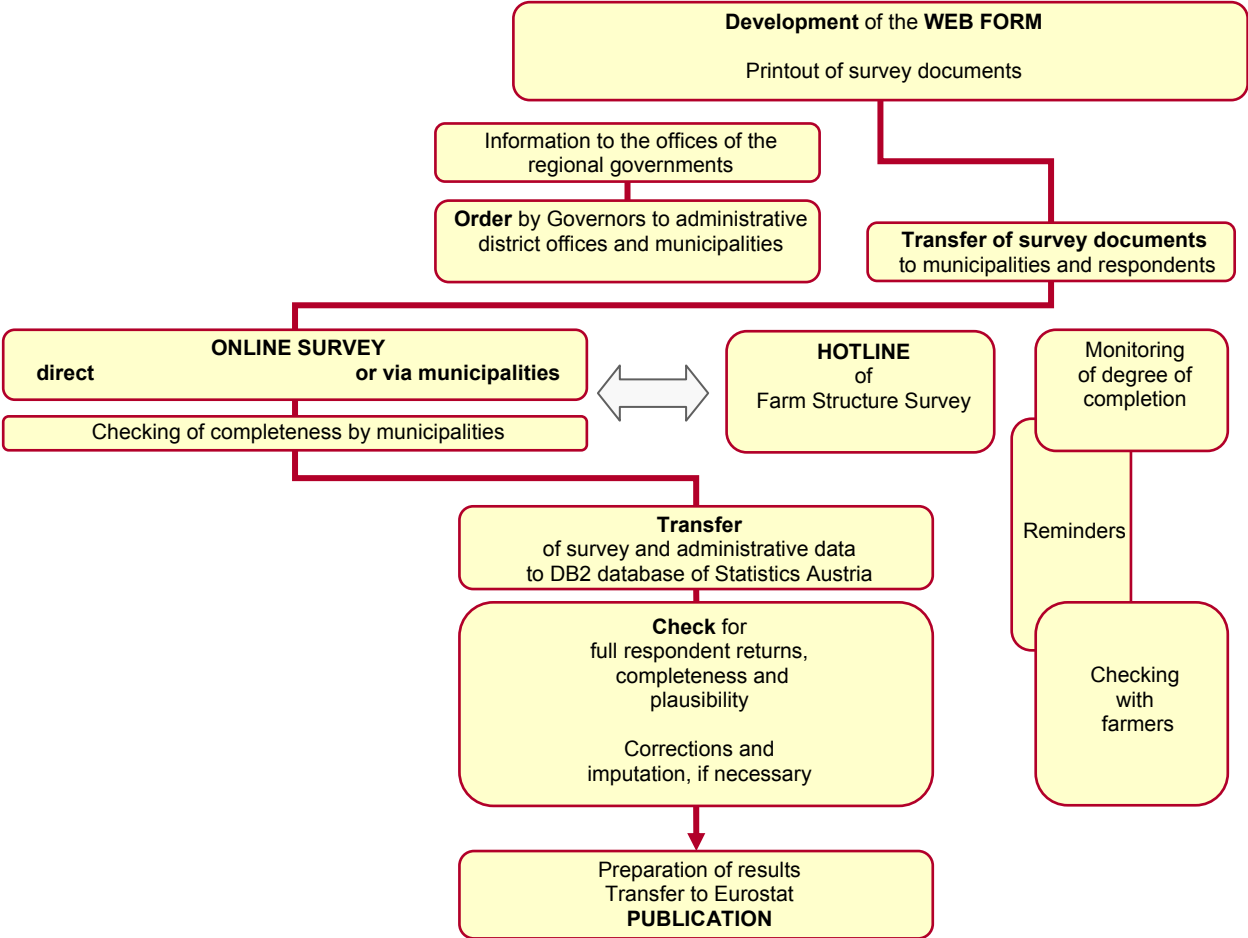 Development of the WEB FORM
Printout of survey documents
Information to the offices of the
regional governments
Order by Governors to administrative
district offices and municipalities
Transfer of survey documents
to municipalities and respondents
ONLINE SURVEY
direct or via municipalities
HOTLINE
of
Farm Structure Survey
Monitoring
of degree of
completion
Checking of completeness by municipalities
Reminders
Transfer
of survey and administrative data
to DB2 database of Statistics Austria
Check for
full respondent returns,
completeness and
plausibility
Corrections and
imputation, if necessary
Checking
with
farmers
Preparation of results
Transfer to Eurostat
PUBLICATION